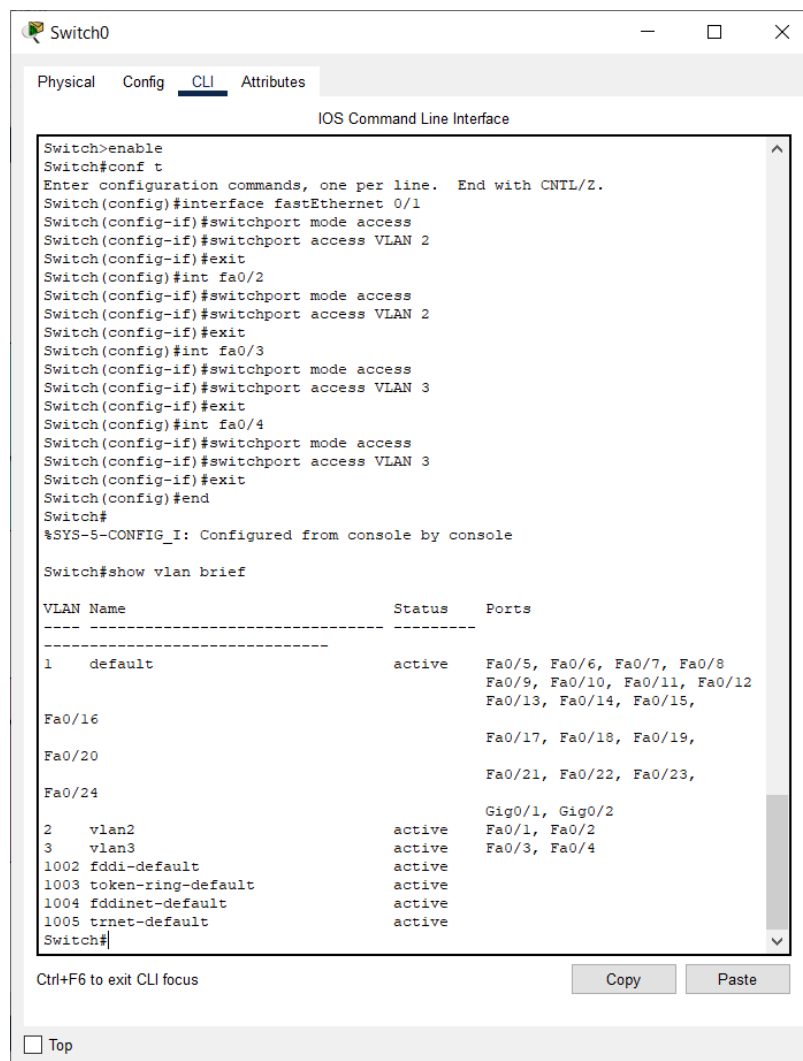 Switch0
Physical Config CLI Attributes
IOS Command Line Interface
Switch>enable
Switch#conf t
Enter configuration commands, one per line.  End with CNTL/Z.
Switch(config)#interface fastEthernet 0/1
Switch(config-if)#switchport mode access
Switch(config-if)#switchport access VLAN 2
Switch(config-if)#exit
Switch(config)#int fa0/2
Switch(config-if)#switchport mode access
Switch(config-if)#switchport access VLAN 2
Switch(config-if)#exit
Switch(config)#int fa0/3
Switch(config-if)#switchport mode access
Switch(config-if)#switchport access VLAN 3
Switch(config-if)#exit
Switch(config)#int fa0/4
Switch(config-if)#switchport mode access
Switch(config-if)#switchport access VLAN 3
Switch(config-if)#exit
Switch(config)#end
Switch#
%SYS-5-CONFIG_I: Configured from console by console
Switch#show vlan brief
VLAN Name                             Status    Ports
---- -------------------------------- ---------
-------------------------------
1    default                          active    Fa0/5, Fa0/6, Fa0/7, Fa0/8
                                                Fa0/9, Fa0/10, Fa0/11, Fa0/12
                                                Fa0/13, Fa0/14, Fa0/15,
Fa0/16
                                                Fa0/17, Fa0/18, Fa0/19,
Fa0/20
                                                Fa0/21, Fa0/22, Fa0/23,
Fa0/24
                                                Gig0/1, Gig0/2
2    vlan2                            active    Fa0/1, Fa0/2
3    vlan3                            active    Fa0/3, Fa0/4
1002 fddi-default                     active
1003 token-ring-default               active
1004 fddinet-default                  active
1005 trnet-default                    active
Switch#
Ctrl+F6 to exit CLI focus Copy Paste
Top